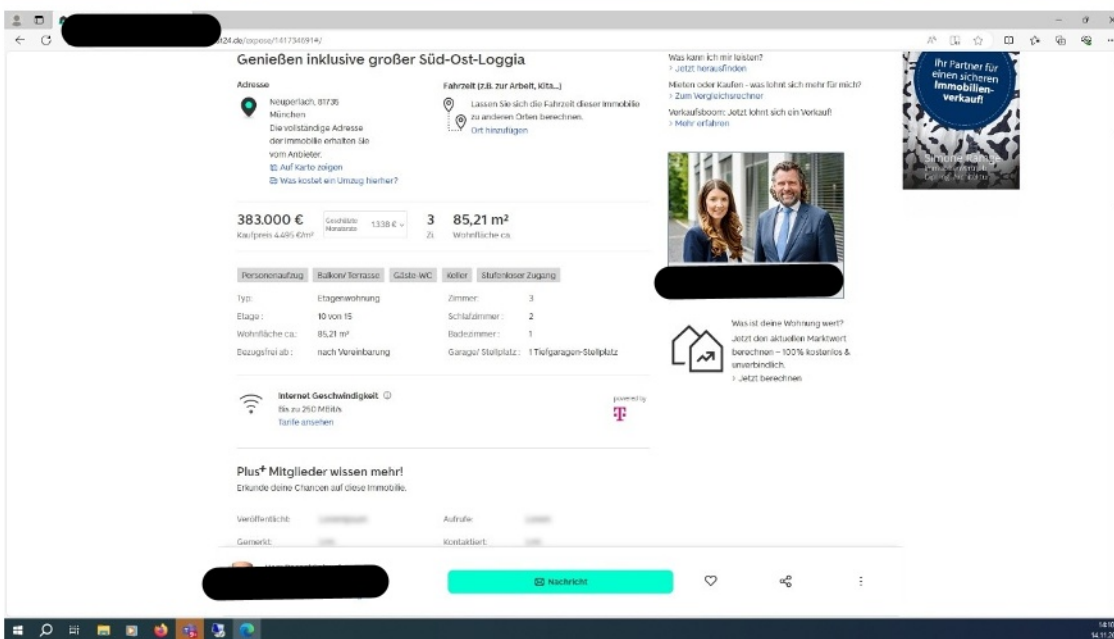 24.de/expose/141734691#/
Genießen inklusive großer Süd-Ost-Loggia
Adresse
Neuperlach, 81735
München
Die vollständige Adresse
der Immobilie erhalten Sie
vom Anbieter.
Auf Karte zeigen
Was kostet ein Umzug hierher?
Fahrzeit (z.B. zur Arbeit, Kita...)
Lassen Sie sich die Fahrzeit dieser Immobilie
zu anderen Orten berechnen.
Ort hinzufügen
383.000 €
Kaufpreis 4.495 €/m²
Geschätzte
Monatsrate
1.338 €
3
Zi.
85,21 m²
Wohnfläche ca.
Personenaufzug
Balkon/ Terrasse
Gäste-WC
Keller
Stufenloser Zugang
Typ: Etagenwohnung
Etage : 10 von 15
Wohnfläche ca.: 85,21 m²
Bezugsfrei ab : nach Vereinbarung
Zimmer: 3
Schlafzimmer : 2
Badezimmer : 1
Garage/ Stellplatz : 1 Tiefgaragen-Stellplatz
Internet Geschwindigkeit
Bis zu 250 MBit/s
Tarife ansehen
powered by
T
Plus+ Mitglieder wissen mehr!
Erkunde deine Chancen auf diese Immobilie.
Veröffentlicht:
Aufrufe:
Gemerkt:
Kontaktiert:
Nachricht
Was kann ich mir leisten?
> Jetzt herausfinden
Mieten oder Kaufen - was lohnt sich mehr für mich?
> Zum Vergleichsrechner
Verkaufsboom: Jetzt lohnt sich ein Verkauf!
> Mehr erfahren
Was ist deine Wohnung wert?
Jetzt den aktuellen Marktwert
berechnen – 100% kostenlos &
unverbindlich.
> Jetzt berechnen
Ihr Partner für
einen sicheren
Immobilien-
verkauf!
Simone